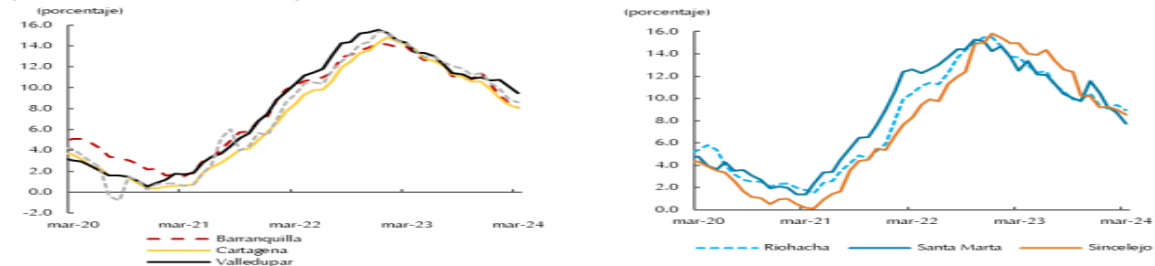 (porcentaje)
16.0
14.0
12.0
10.0
8.0
6.0
4.0
2.0
0.0
-2.0
mar-20 mar-21 mar-22 mar-23 mar-24
Barranquilla
Cartagena
Valledupar
(porcentaje)
16.0
14.0
12.0
10.0
8.0
6.0
4.0
2.0
0.0
mar-20 mar-21 mar-22 mar-23 mar-24
Riohacha Santa Marta Sincelejo